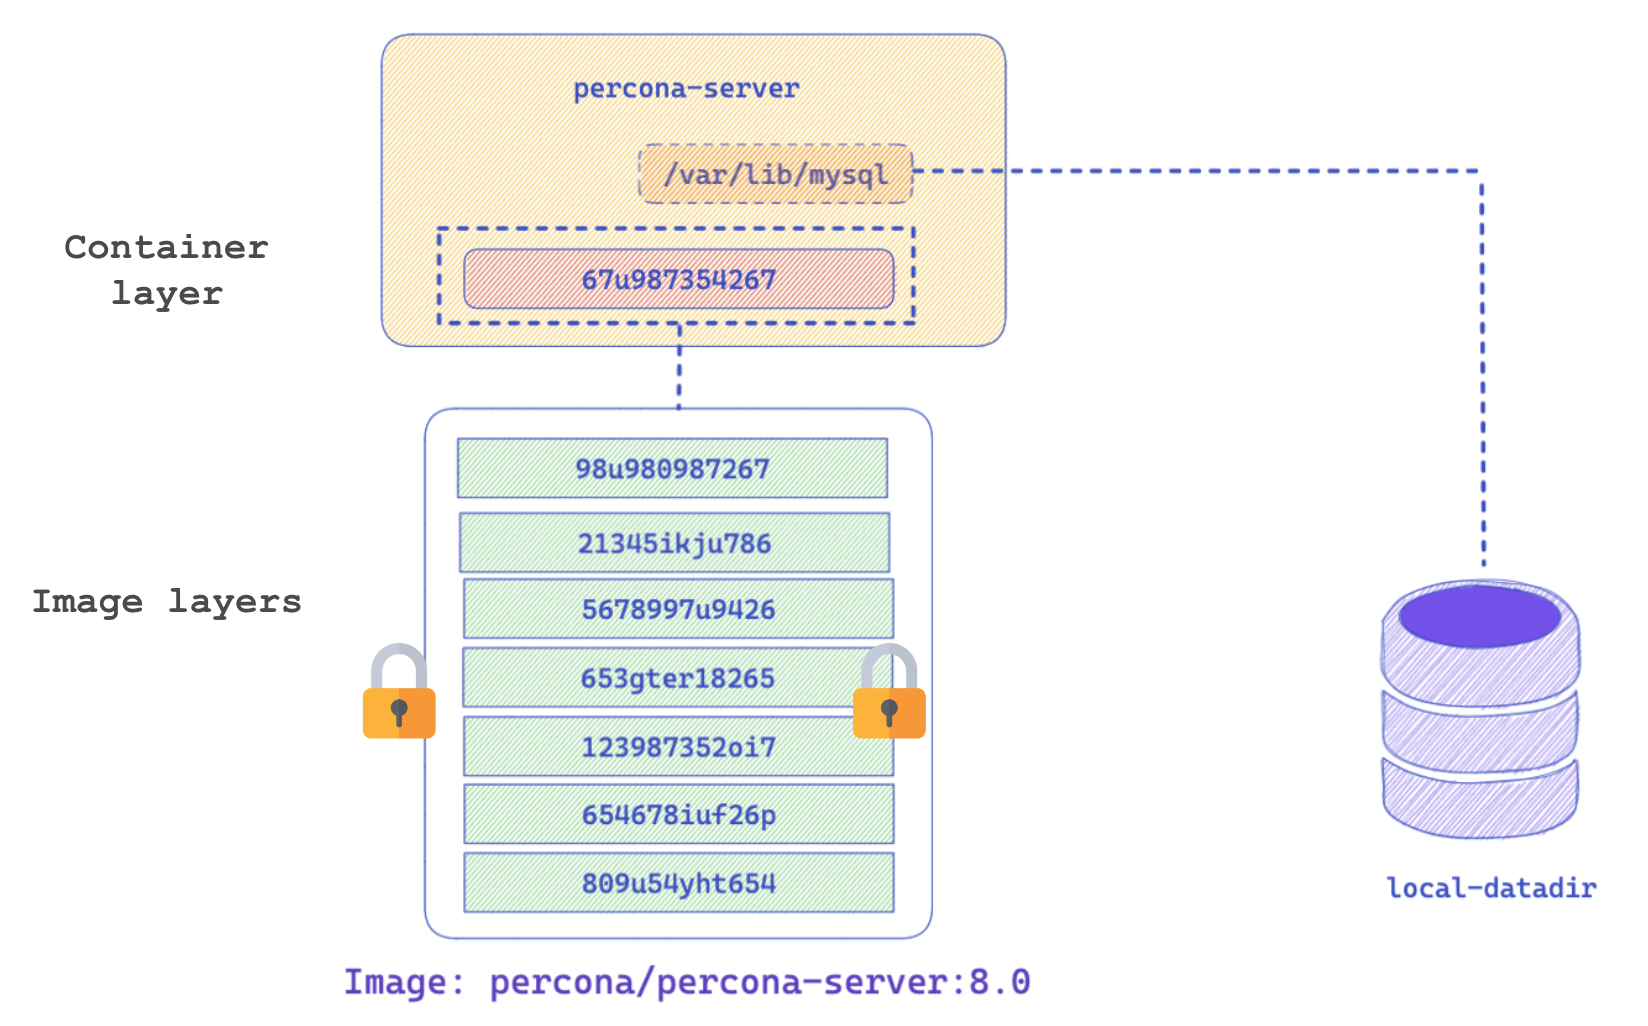 percona-server
/var/lib/mysql
Container
layer
67u987354267
98u980987267
21345ikju786
Image layers
5678997u9426
653gter18265
123987352oi7
654678iuf26p
809u54yht654
local-datadir
Image: percona/percona-server:8.0